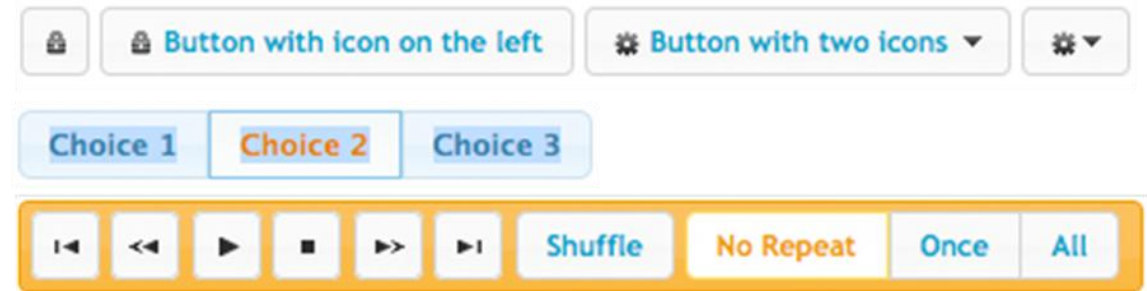 Button with icon on the left Button with two icons
Choice 1 Choice 2 Choice 3
Shuffle No Repeat Once All